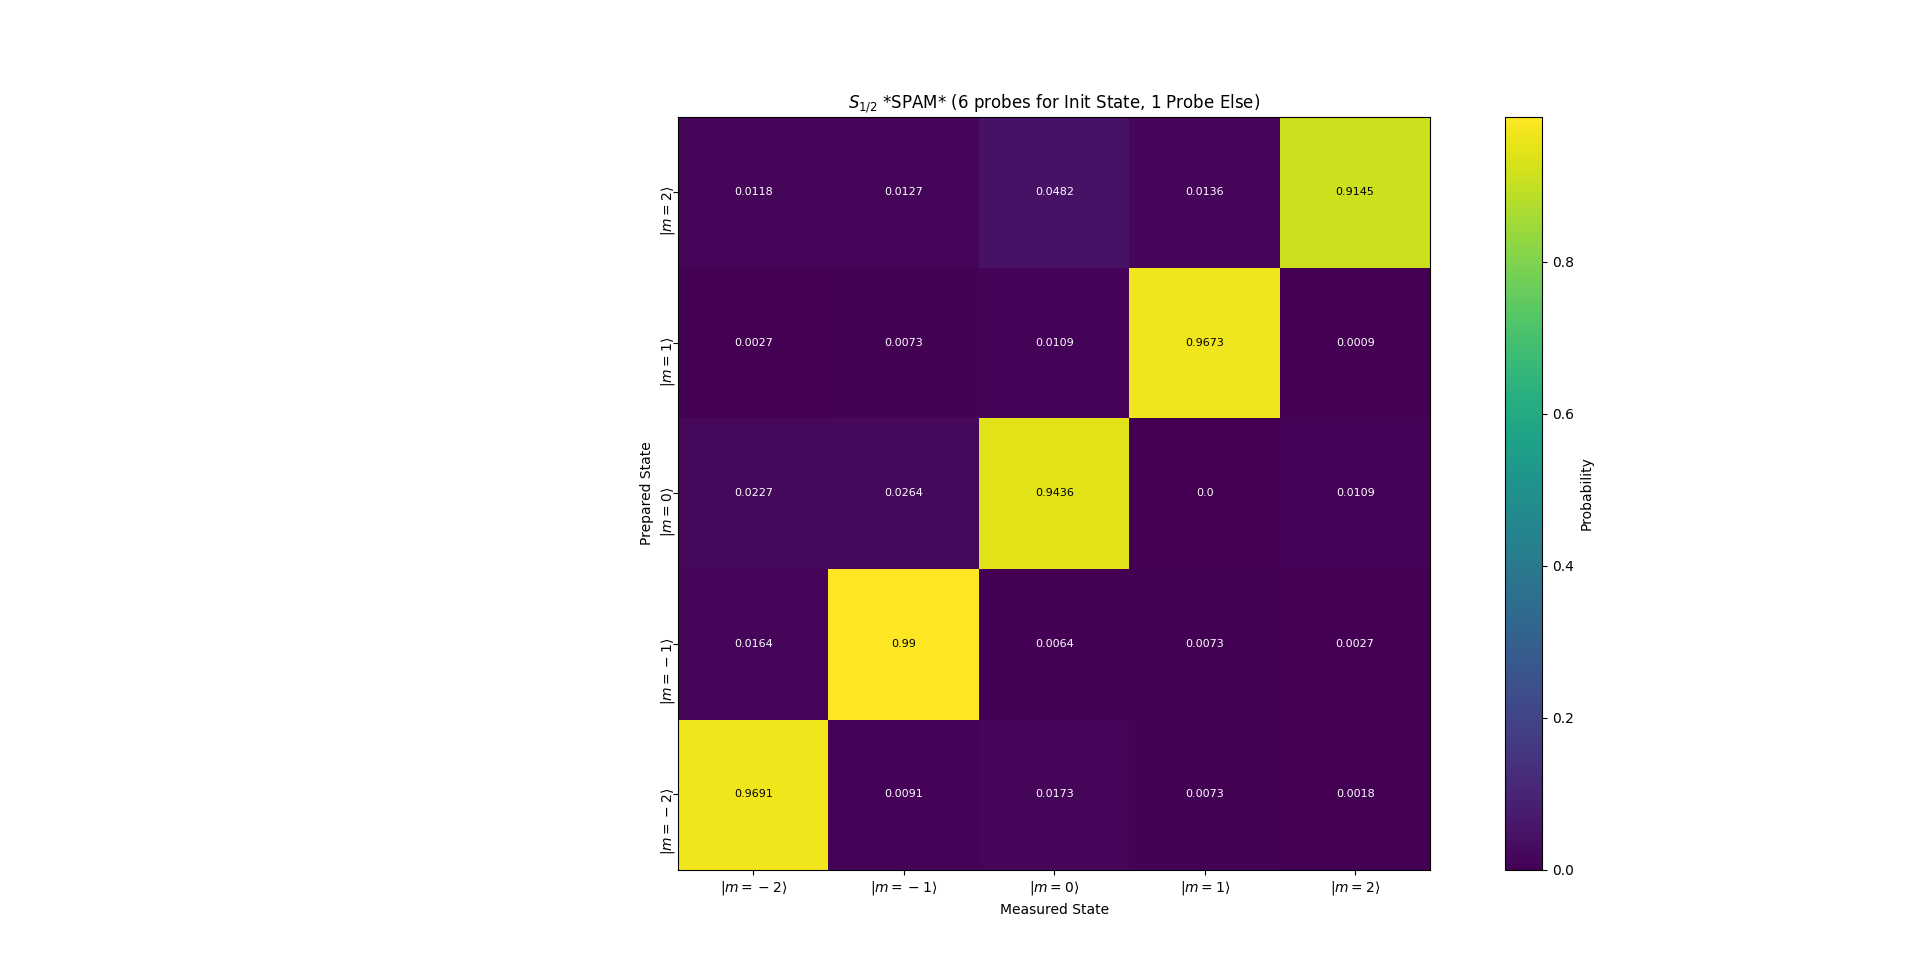 S1/2 *SPAM* (6 probes for Init State, 1 Probe Else)
|m = 2⟩ 0.0118 0.0127 0.0482 0.0136 0.9145
|m = 1⟩ 0.0027 0.0073 0.0109 0.9673 0.0009
|m = 0⟩ 0.0227 0.0264 0.9436 0.0 0.0109
|m = −1⟩ 0.0164 0.99 0.0064 0.0073 0.0027
|m = −2⟩ 0.9691 0.0091 0.0173 0.0073 0.0018
Prepared State
|m = −2⟩ |m = −1⟩ |m = 0⟩ |m = 1⟩ |m = 2⟩
Measured State
0.8
0.6
0.4
0.2
0.0
Probability